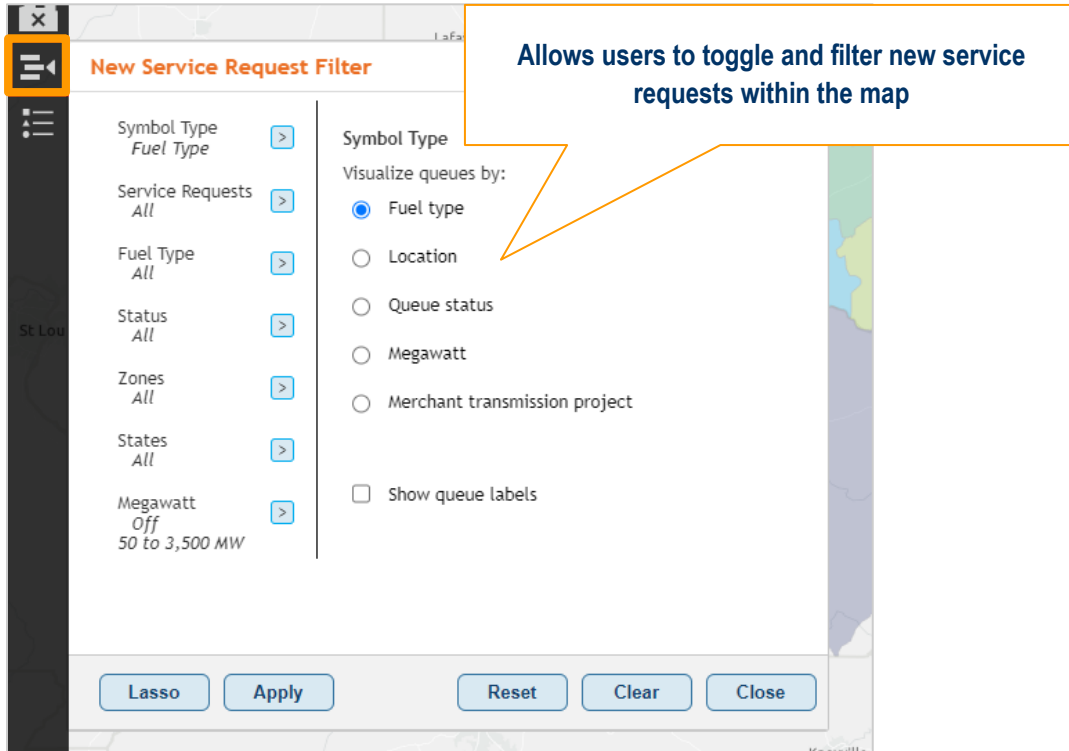 Allows users to toggle and filter new service
requests within the map
New Service Request Filter
Symbol Type
Fuel Type
>
Service Requests
All
>
Fuel Type
All
>
Status
All
>
Zones
All
>
States
All
>
Megawatt
Off
50 to 3,500 MW
>
Symbol Type
Visualize queues by:
Fuel type
Location
Queue status
Megawatt
Merchant transmission project
Show queue labels
Lasso
Apply
Reset
Clear
Close
St Lou